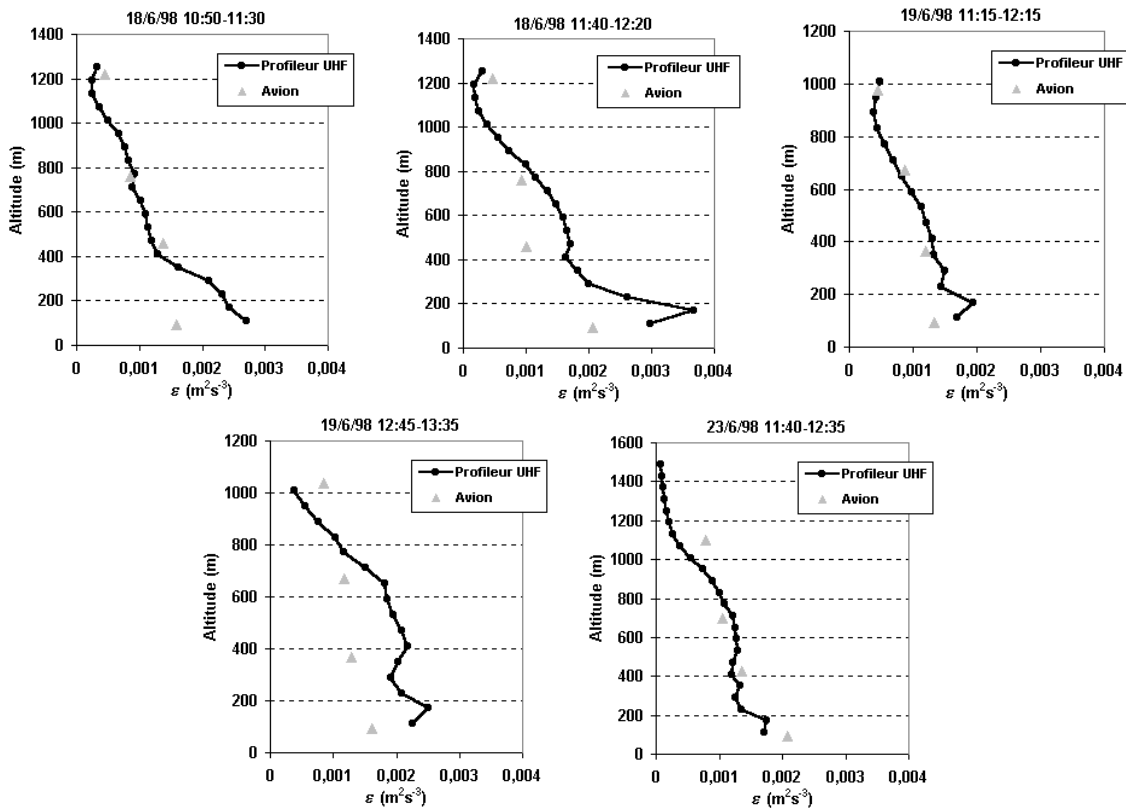 18/6/98 10:50-11:30
1400
1200
1000
800
600
400
200
0
Altitude (m)
Profileur UHF
Avion
0 0,001 0,002 0,003 0,004
ε (m²s⁻³)
18/6/98 11:40-12:20
1400
1200
1000
800
600
400
200
0
Altitude (m)
Profileur UHF
Avion
0 0,001 0,002 0,003 0,004
ε (m²s⁻³)
19/6/98 11:15-12:15
1200
1000
800
600
400
200
0
Altitude (m)
Profileur UHF
Avion
0 0,001 0,002 0,003 0,004
ε (m²s⁻³)
19/6/98 12:45-13:35
1200
1000
800
600
400
200
0
Altitude (m)
Profileur UHF
Avion
0 0,001 0,002 0,003 0,004
ε (m²s⁻³)
23/6/98 11:40-12:35
1600
1400
1200
1000
800
600
400
200
0
Altitude (m)
Profileur UHF
Avion
0 0,001 0,002 0,003 0,004
ε (m²s⁻³)